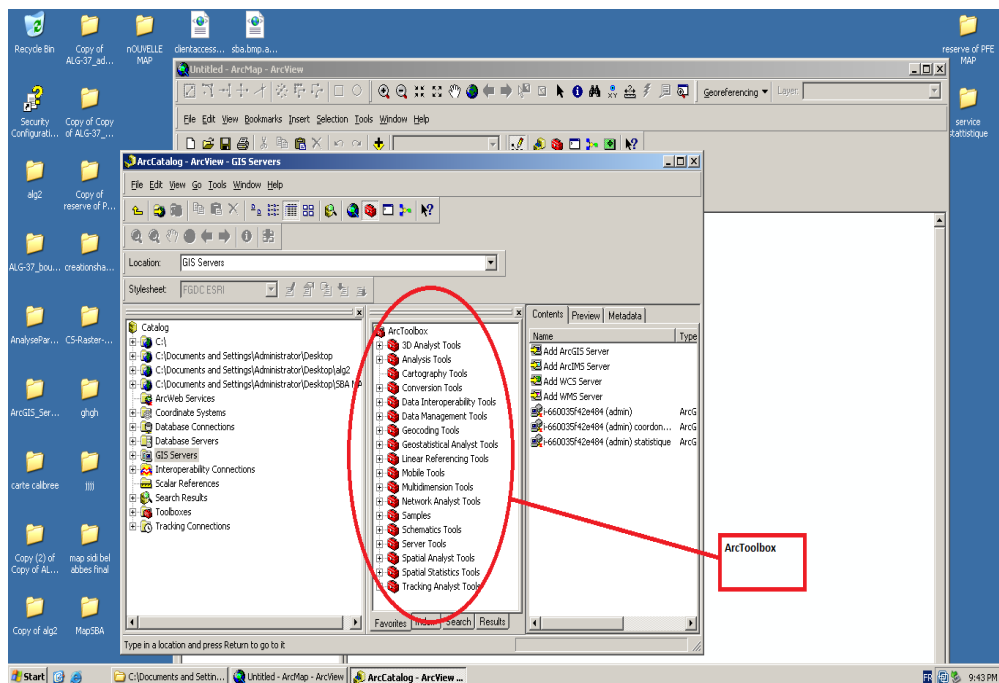 Recycle Bin
Copy of
ALG-37_ad...
nOUVELLE
MAP
clientaccess...
sba.bmp.a...
reserve of PFE
MAP
Untitled - ArcMap - ArcView
Georeferencing
Layer:
File Edit View Bookmarks Insert Selection Tools Window Help
Security
Configurati...
Copy of Copy
of ALG-37_...
service
stattistique
ArcCatalog - ArcView - GIS Servers
File Edit View Go Tools Window Help
alg2
Copy of
reserve of P...
Location: GIS Servers
Stylesheet: FGDC ESRI
ALG-37_bou...
creationsha...
AnalysePar...
CS-Raster-...
ArcGIS_Ser...
ghgh
carte calbree
))))
Copy (2) of
Copy of AL...
map sidi bel
abbes final
Copy of alg2
MapSBA
Catalog
C:\
C:\Documents and Settings\Administrator\Desktop
C:\Documents and Settings\Administrator\Desktop\alg2
C:\Documents and Settings\Administrator\Desktop\SBA MA
ArcWeb Services
Coordinate Systems
Database Connections
Database Servers
GIS Servers
Interoperability Connections
Scalar References
Search Results
Toolboxes
Tracking Connections
ArcToolbox
3D Analyst Tools
Analysis Tools
Cartography Tools
Conversion Tools
Data Interoperability Tools
Data Management Tools
Geocoding Tools
Geostatistical Analyst Tools
Linear Referencing Tools
Mobile Tools
Multidimension Tools
Network Analyst Tools
Samples
Schematics Tools
Server Tools
Spatial Analyst Tools
Spatial Statistics Tools
Tracking Analyst Tools
Favorites Index Search Results
Contents Preview Metadata
Name Type
Add ArcGIS Server
Add ArcIMS Server
Add WCS Server
Add WMS Server
i-660035f42e484 (admin) ArcG
i-660035f42e484 (admin) coordon... ArcG
i-660035f42e484 (admin) statistique ArcG
ArcToolbox
Type in a location and press Return to go to it
Start
C:\Documents and Settin...
Untitled - ArcMap - ArcView
ArcCatalog - ArcView ...
FR
9:43 PM